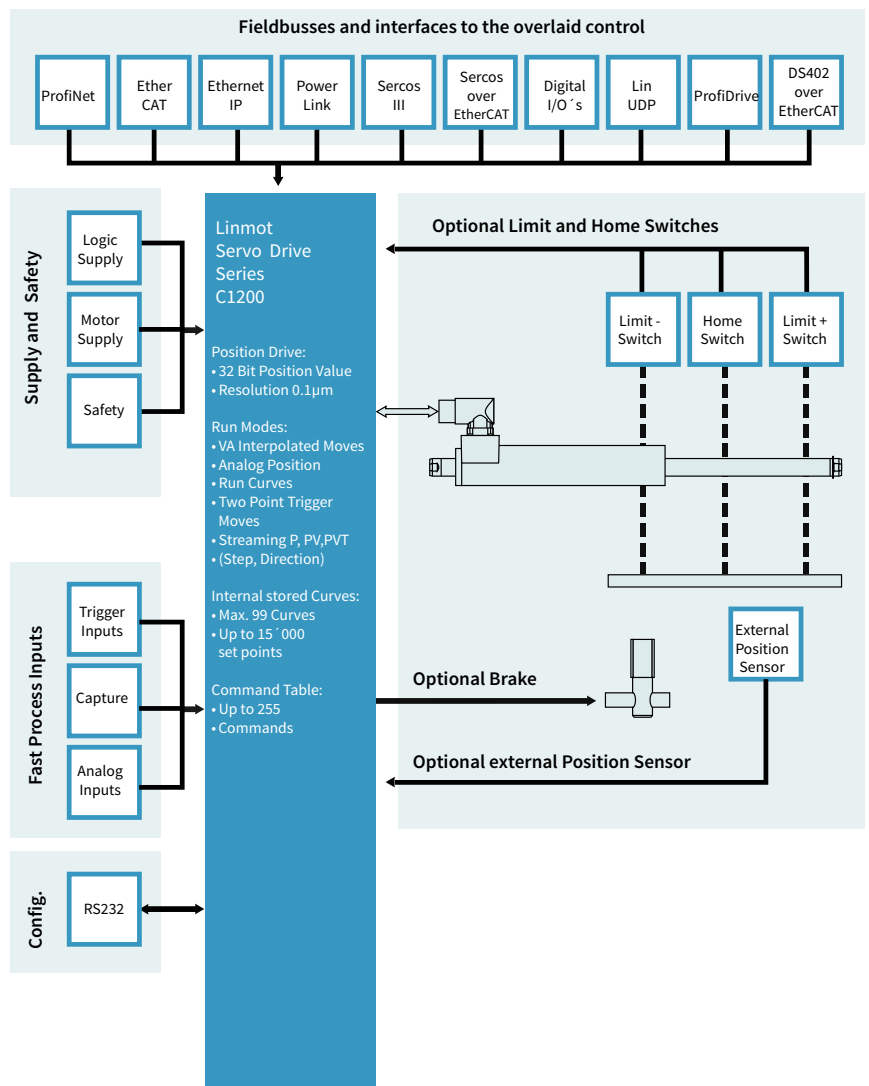 Fieldbusses and interfaces to the overlaid control
ProfiNet
Ether
CAT
Ethernet
IP
Power
Link
Sercos
III
Sercos
over
EtherCAT
Digital
I/O´s
Lin
UDP
ProfiDrive
DS402
over
EtherCAT
Supply and Safety
Logic
Supply
Motor
Supply
Safety
Linmot
Servo Drive
Series
C1200
Position Drive:
• 32 Bit Position Value
• Resolution 0.1µm
Run Modes:
• VA Interpolated Moves
• Analog Position
• Run Curves
• Two Point Trigger
Moves
• Streaming P, PV,PVT
• (Step, Direction)
Internal stored Curves:
• Max. 99 Curves
• Up to 15´000
set points
Command Table:
• Up to 255
• Commands
Optional Limit and Home Switches
Limit -
Switch
Home
Switch
Limit +
Switch
External
Position
Sensor
Optional Brake
Optional external Position Sensor
Fast Process Inputs
Trigger
Inputs
Capture
Analog
Inputs
Config.
RS232